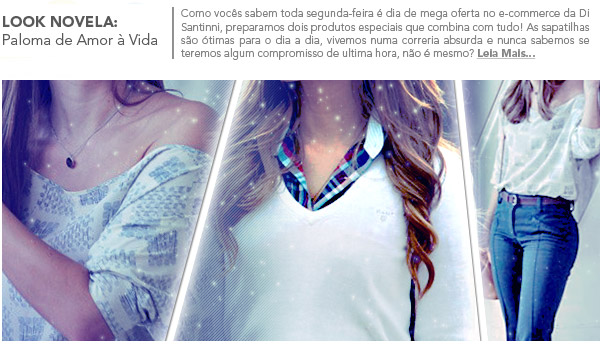 LOOK NOVELA:
Paloma de Amor à Vida
Como vocês sabem toda segunda-feira é dia de mega oferta no e-commerce da Di
Santinni, preparamos dois produtos especiais que combina com tudo! As sapatilhas
são ótimas para o dia a dia, vivemos numa correria absurda e nunca sabemos se
teremos algum compromisso de ultima hora, não é mesmo? Leia Mais...
GANT